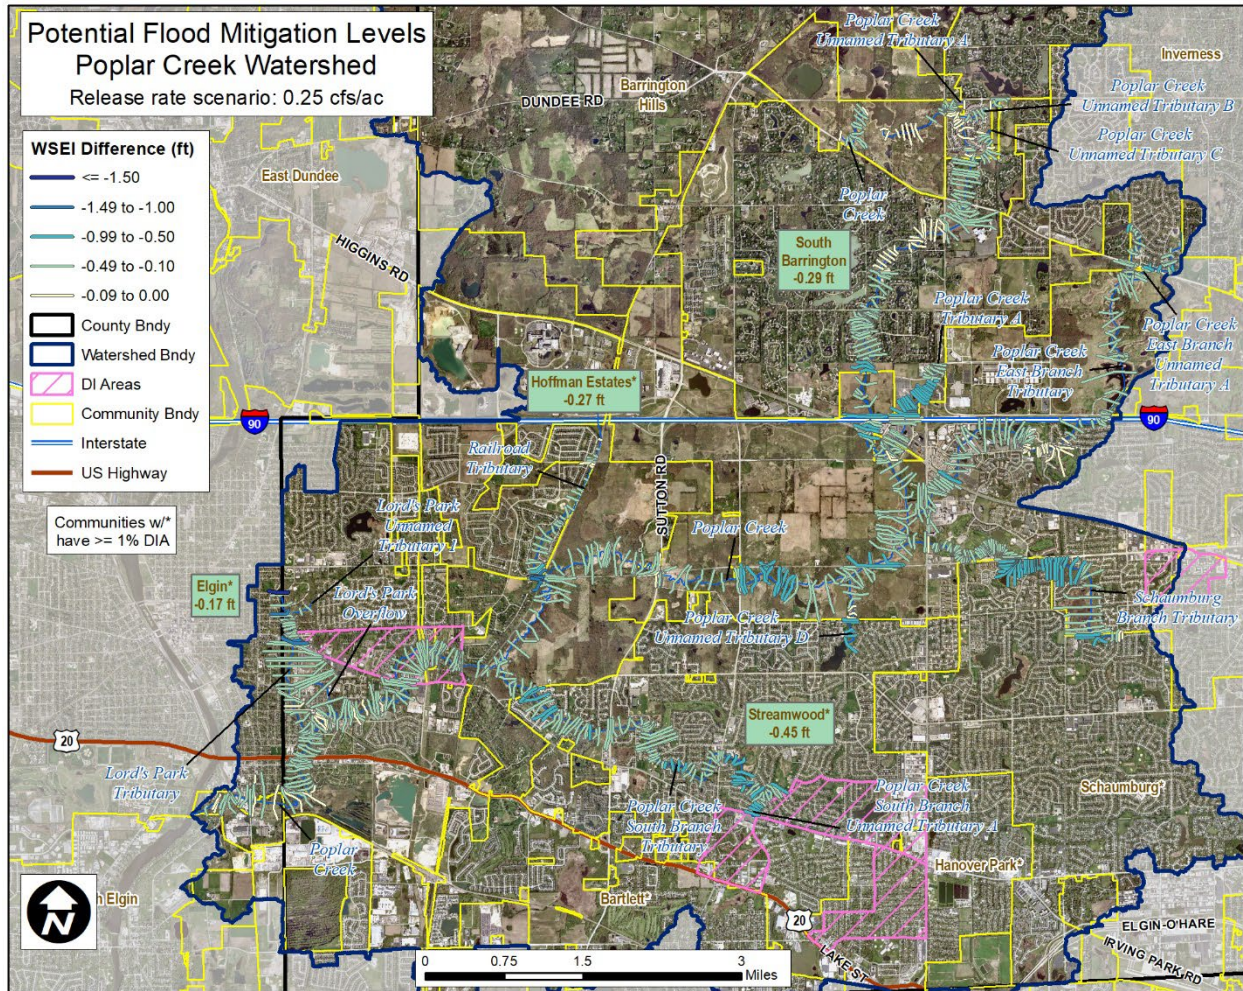 Potential Flood Mitigation Levels
Poplar Creek Watershed
Release rate scenario: 0.25 cfs/ac
WSEI Difference (ft)
<= -1.50
-1.49 to -1.00
-0.99 to -0.50
-0.49 to -0.10
-0.09 to 0.00
County Bndy
Watershed Bndy
DI Areas
Community Bndy
Interstate
US Highway
Communities w/*
have >= 1% DIA
Poplar Creek
Unnamed Tributary A
Inverness
Barrington
Hills
DUNDEE RD
Poplar Creek
Unnamed Tributary B
Poplar Creek
Unnamed Tributary C
East Dundee
Poplar
Creek
HIGGINS RD
South
Barrington
-0.29 ft
Poplar Creek
Tributary A
Poplar Creek
East Branch
Tributary
Poplar Creek
East Branch
Unnamed
Tributary A
Hoffman Estates*
-0.27 ft
90
90
Railroad
Tributary
SUTTON RD
Lord's Park
Unnamed
Tributary 1
Poplar Creek
Elgin*
-0.17 ft
Lord's Park
Overflow
Poplar Creek
Unnamed Tributary D
Schaumburg
Branch Tributary
Streamwood*
-0.45 ft
20
Lord's Park
Tributary
Poplar Creek
South Branch
Tributary
Poplar Creek
South Branch
Unnamed Tributary A
Schaumburg*
Poplar
Creek
Hanover Park*
h Elgin
Bartlett*
20
LAKE ST
ELGIN-O'HARE
IRVING PARK RD
N
0 0.75 1.5 3
Miles